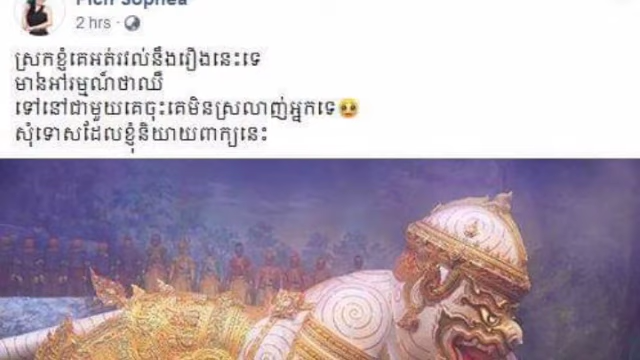 Pich Sophea
2 hrs ·
ស្រុកខ្ញុំគេអត់រវល់នឹងរឿងនេះទេ
មានអារម្មណ៍ថាឈឺ
ទៅនៅជាមួយគេចុះគេមិនស្រលាញ់អ្នកទេ
សុំទោសដែលខ្ញុំនិយាយពាក្យនេះ